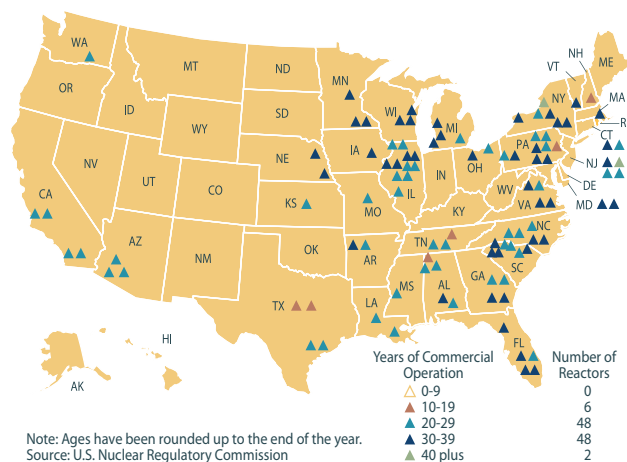 WA
MT
ND
MN
VT
NH
ME
OR
ID
SD
WI
MI
NY
MA
R
WY
CT
NV
NE
IA
PA
NJ
UT
CO
IL
IN
OH
DE
CA
KS
MO
WV
VA
MD
KY
AZ
NM
OK
AR
TN
NC
SC
MS
AL
GA
TX
LA
HI
FL
AK
Years of Commercial Operation
Number of Reactors
0-9 0
10-19 6
20-29 48
30-39 48
40 plus 2
Note: Ages have been rounded up to the end of the year.
Source: U.S. Nuclear Regulatory Commission